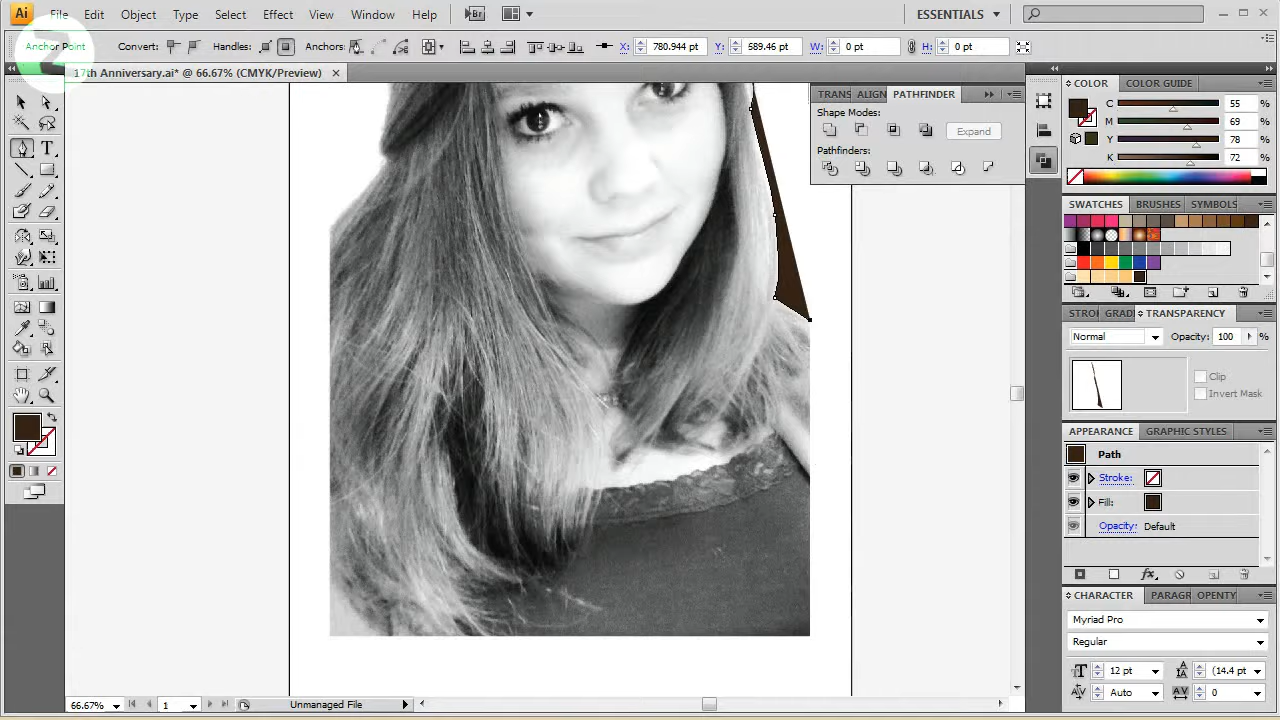 Ai File Edit Object Type Select Effect View Window Help Br ESSENTIALS
Anchor Point Convert: Handles: Anchors: X: 780.944 pt Y: 589.46 pt W: 0 pt H: 0 pt
17th Anniversary.ai* @ 66.67% (CMYK/Preview)
TRANS ALIGN PATHFINDER
Shape Modes:
Expand
Pathfinders:
COLOR COLOR GUIDE
C 55 %
M 69 %
Y 78 %
K 72 %
SWATCHES BRUSHES SYMBOLS
STRO GRAD TRANSPARENCY
Normal Opacity: 100 %
Clip
Invert Mask
APPEARANCE GRAPHIC STYLES
Path
Stroke:
Fill:
Opacity: Default
fx
CHARACTER PARAGR OPENTY
Myriad Pro
Regular
12 pt (14.4 pt
Auto 0
66.67% 1 Unmanaged File